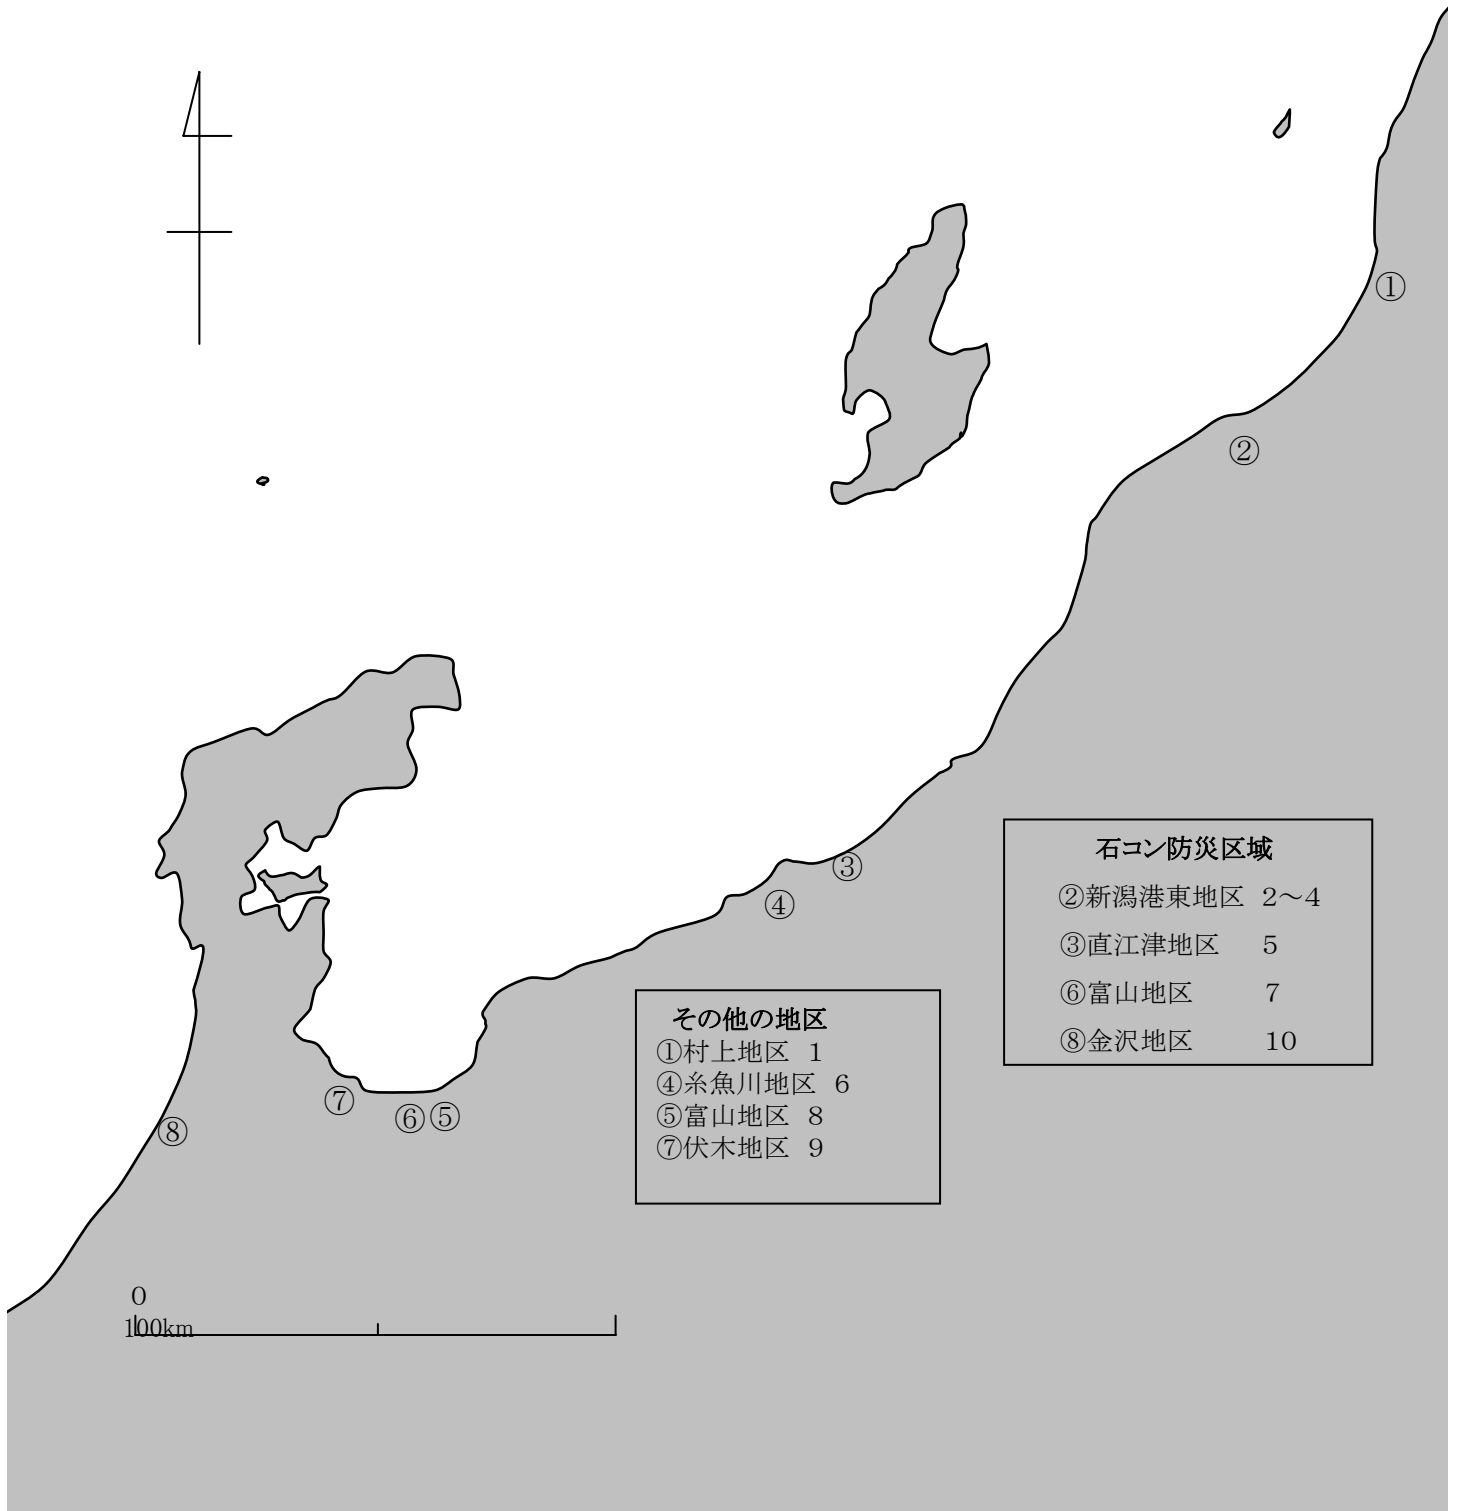 ①
②
石コン防災区域
②新潟港東地区 2～4
③直江津地区 5
⑥富山地区 7
⑧金沢地区 10
③
④
その他の地区
①村上地区 1
④糸魚川地区 6
⑤富山地区 8
⑦伏木地区 9
⑦
⑥⑤
⑧
0
100km